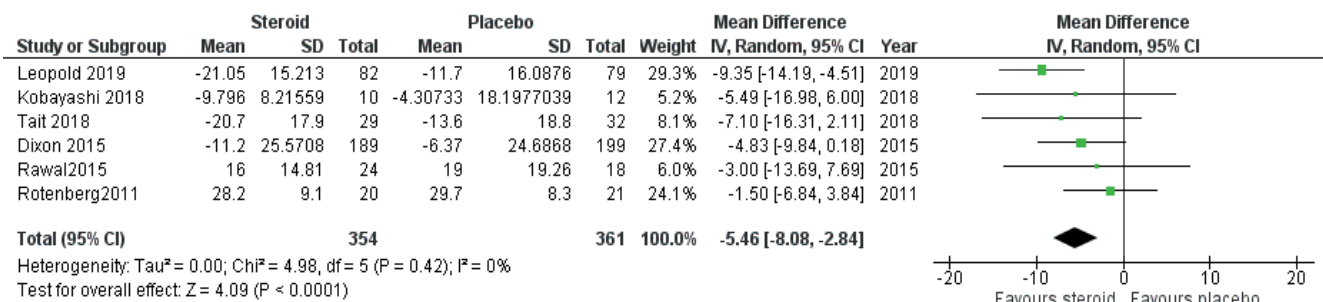 Steroid Placebo Mean Difference Mean Difference
Study or Subgroup Mean SD Total Mean SD Total Weight IV, Random, 95% CI Year IV, Random, 95% CI
Leopold 2019 -21.05 15.213 82 -11.7 16.0876 79 29.3% -9.35 [-14.19, -4.51] 2019
Kobayashi 2018 -9.796 8.21559 10 -4.30733 18.1977039 12 5.2% -5.49 [-16.98, 6.00] 2018
Tait 2018 -20.7 17.9 29 -13.6 18.8 32 8.1% -7.10 [-16.31, 2.11] 2018
Dixon 2015 -11.2 25.5708 189 -6.37 24.6868 199 27.4% -4.83 [-9.84, 0.18] 2015
Rawal2015 16 14.81 24 19 19.26 18 6.0% -3.00 [-13.69, 7.69] 2015
Rotenberg2011 28.2 9.1 20 29.7 8.3 21 24.1% -1.50 [-6.84, 3.84] 2011
Total (95% CI) 354 361 100.0% -5.46 [-8.08, -2.84]
Heterogeneity: Tau² = 0.00; Chi² = 4.98, df = 5 (P = 0.42); I² = 0%
Test for overall effect: Z = 4.09 (P < 0.0001)
-20 -10 0 10 20
Favours steroid Favours placebo